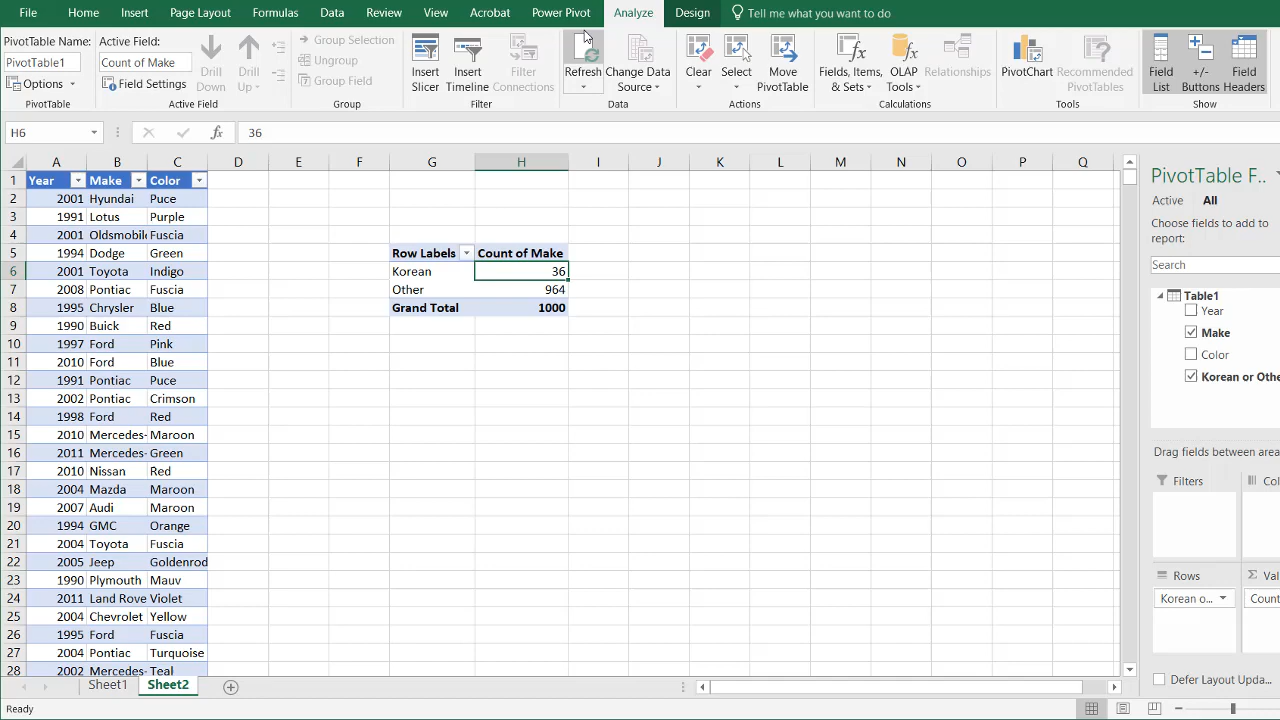 File Home Insert Page Layout Formulas Data Review View Acrobat Power Pivot Analyze Design Tell me what you want to do
PivotTable Name:
PivotTable1
Options
PivotTable
Active Field:
Count of Make
Field Settings
Drill Down
Drill Up
Active Field
Group Selection
Ungroup
Group Field
Group
Insert Slicer
Insert Timeline
Filter Connections
Filter
Refresh
Change Data Source
Data
Clear
Select
Move PivotTable
Actions
Fields, Items, & Sets
OLAP Tools
Relationships
Calculations
PivotChart
Recommended PivotTables
Tools
Field List
+/- Buttons
Field Headers
Show
H6 fx 36
A B C D E F G H I J K L M N O P Q
1 Year Make Color
2 2001 Hyundai Puce
3 1991 Lotus Purple
4 2001 Oldsmobile Fuscia
5 1994 Dodge Green Row Labels Count of Make
6 2001 Toyota Indigo Korean 36
7 2008 Pontiac Fuscia Other 964
8 1995 Chrysler Blue Grand Total 1000
9 1990 Buick Red
10 1997 Ford Pink
11 2010 Ford Blue
12 1991 Pontiac Puce
13 2002 Pontiac Crimson
14 1998 Ford Red
15 2010 Mercedes- Maroon
16 2011 Mercedes- Green
17 2010 Nissan Red
18 2004 Mazda Maroon
19 2007 Audi Maroon
20 1994 GMC Orange
21 2004 Toyota Fuscia
22 2005 Jeep Goldenrod
23 1990 Plymouth Mauv
24 2011 Land Rove Violet
25 2004 Chevrolet Yellow
26 1995 Ford Fuscia
27 2004 Pontiac Turquoise
28 2002 Mercedes- Teal
PivotTable F..
Active All
Choose fields to add to
report:
Search
Table1
Year
Make
Color
Korean or Othe
Drag fields between area
Filters Col
Rows Σ Val
Korean o... Count
Defer Layout Upda...
Sheet1 Sheet2
Ready